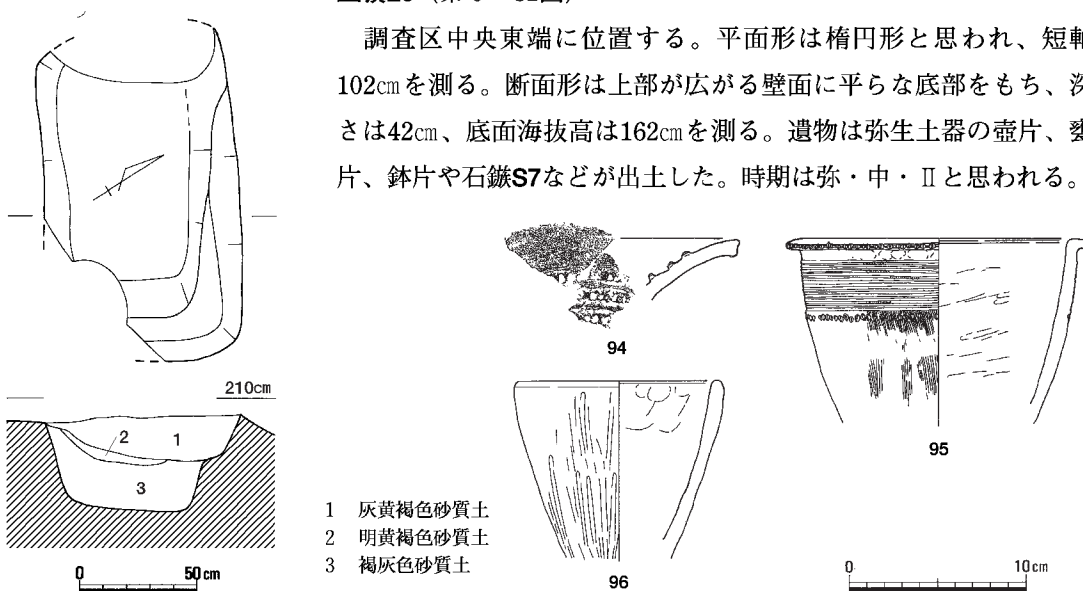 調査区中央東端に位置する。平面形は楕円形と思われ、短軸
102㎝を測る。断面形は上部が広がる壁面に平らな底部をもち、深
さは42㎝、底面海抜高は162㎝を測る。遺物は弥生土器の壺片、甕
片、鉢片や石鏃S7などが出土した。時期は弥・中・Ⅱと思われる。
94
95
96
210cm
2
1
3
1 灰黄褐色砂質土
2 明黄褐色砂質土
3 褐灰色砂質土
0 50cm
0 10cm